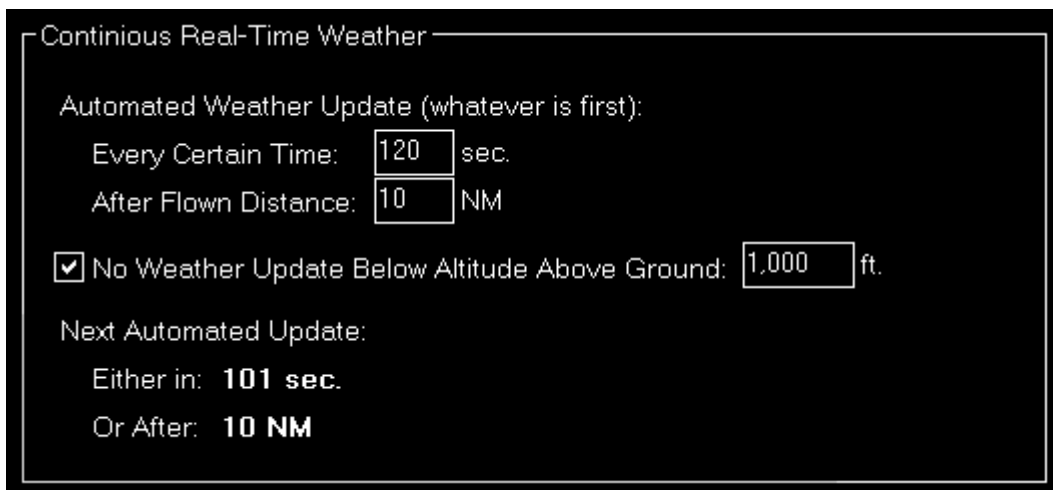 Continious Real-Time Weather
Automated Weather Update (whatever is first):
Every Certain Time: 120 sec.
After Flown Distance: 10 NM
No Weather Update Below Altitude Above Ground: 1,000 ft.
Next Automated Update:
Either in: 101 sec.
Or After: 10 NM